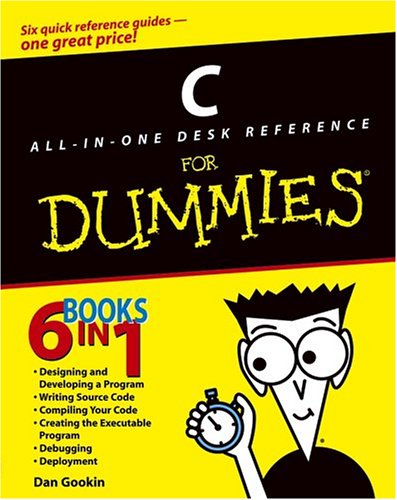 Six quick reference guides —
one great price!
C
ALL-IN-ONE DESK REFERENCE
FOR
DUMMIES®
6 BOOKS
IN 1
• Designing and
Developing a Program
• Writing Source Code
• Compiling Your Code
• Creating the Executable
Program
• Debugging
• Deployment
Dan Gookin